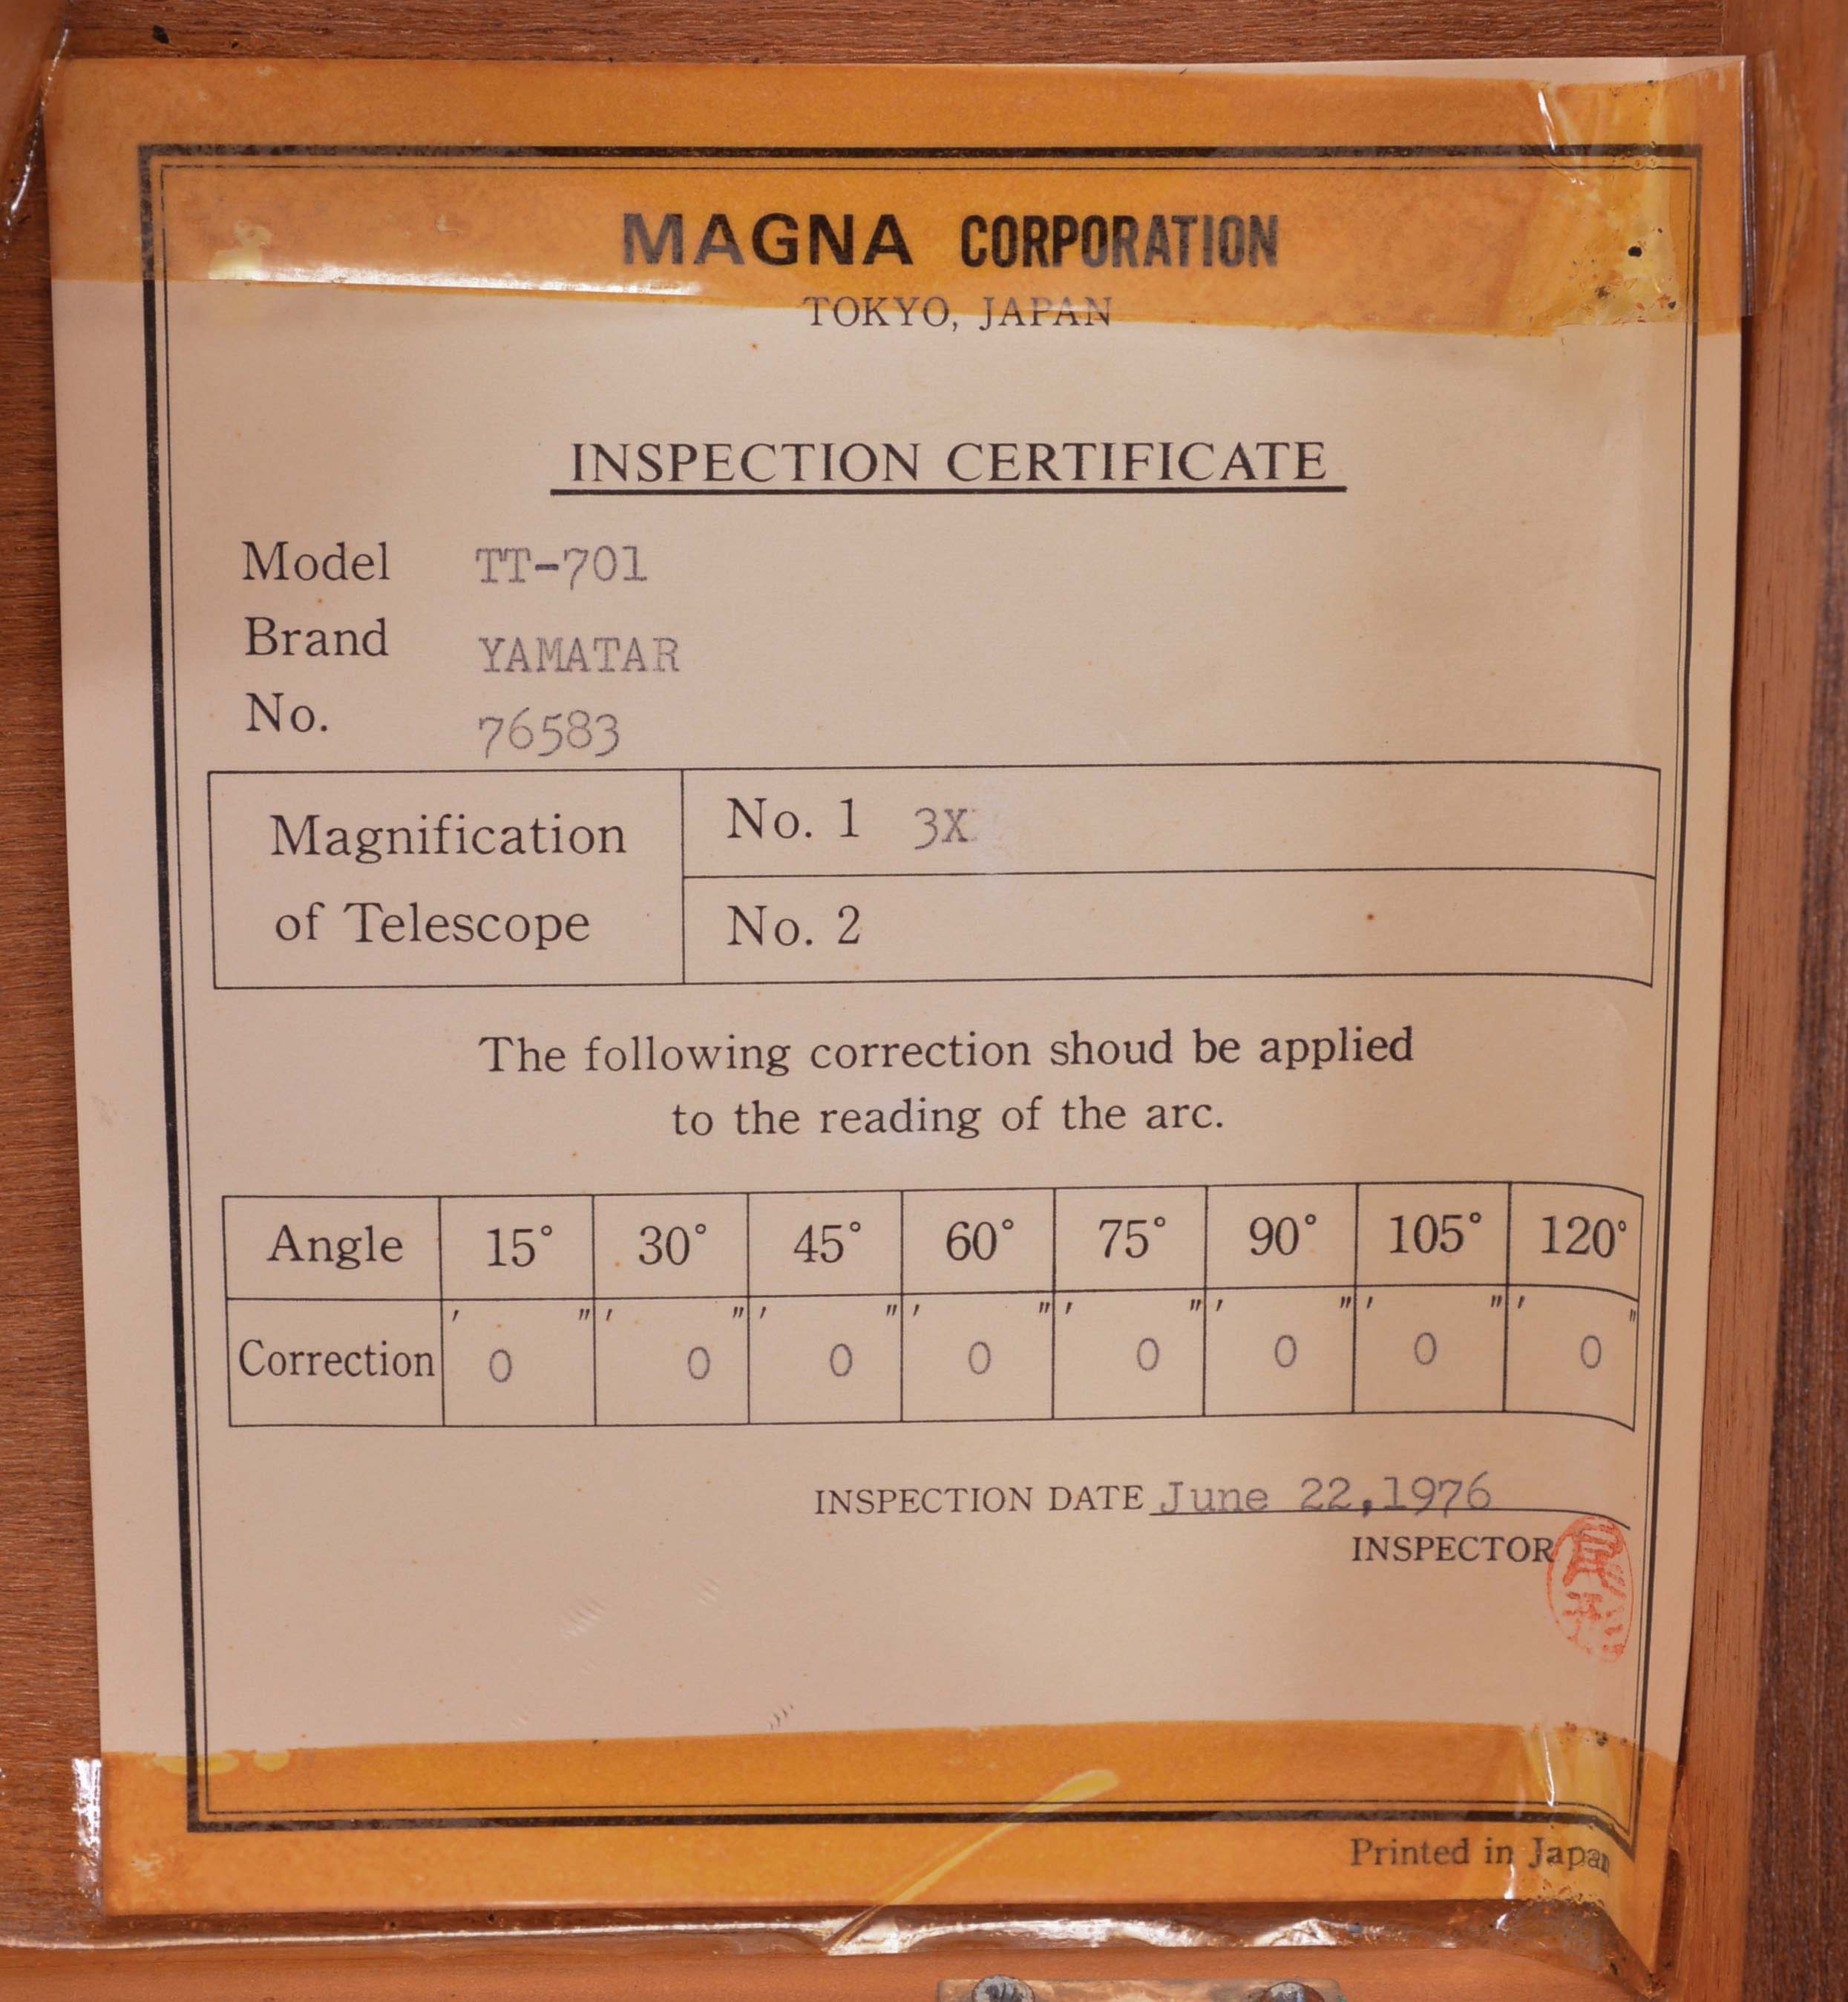 MAGNA CORPORATION
TOKYO, JAPAN
INSPECTION CERTIFICATE
Model TT-701
Brand YAMATAR
No. 76583
Magnification of Telescope
No. 1 3X
No. 2
The following correction shoud be applied
to the reading of the arc.
Angle 15° 30° 45° 60° 75° 90° 105° 120°
′ ″ ′ ″ ′ ″ ′ ″ ′ ″ ′ ″ ′ ″ ′ ″
Correction 0 0 0 0 0 0 0 0
INSPECTION DATE June 22,1976
INSPECTOR
Printed in Japan